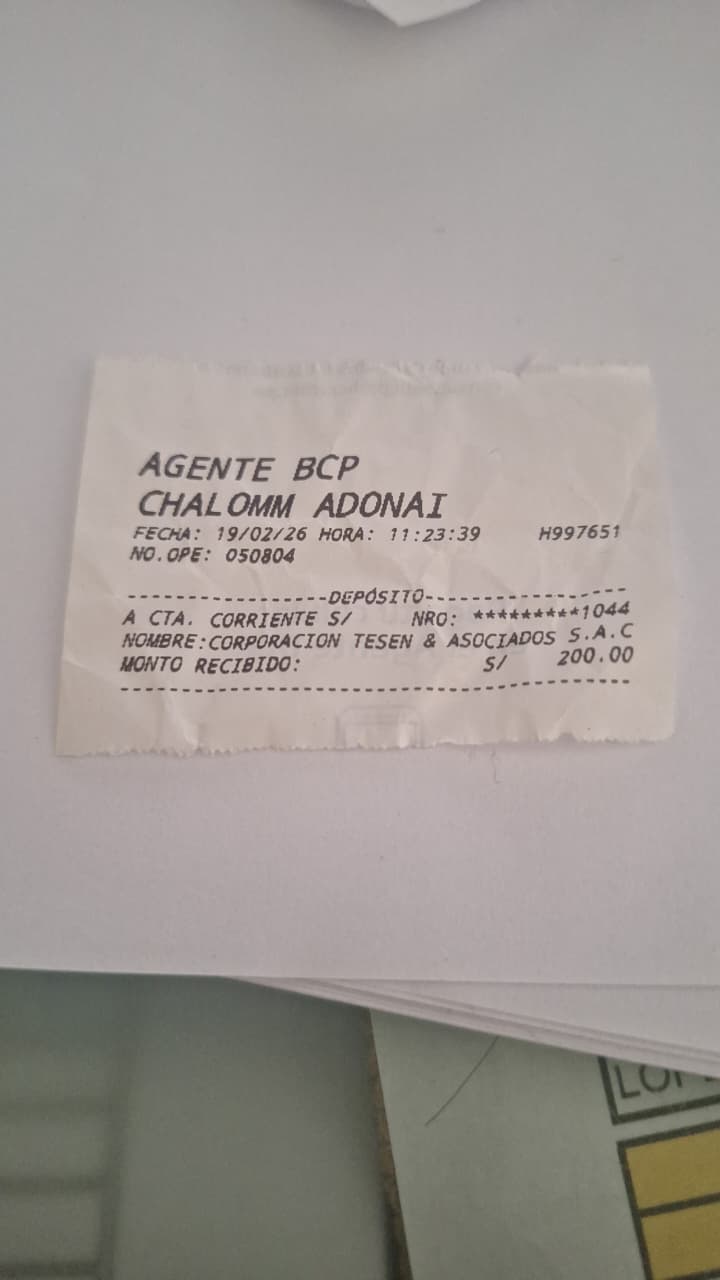 AGENTE BCP
CHALOMM ADONAI
FECHA: 19/02/26 HORA: 11:23:39 H997651
NO.OPE: 050804
-----------------DEPÓSITO-----------------
A CTA. CORRIENTE S/ NRO: *********1044
NOMBRE:CORPORACION TESEN & ASOCIADOS S.A.C
MONTO RECIBIDO: S/ 200.00